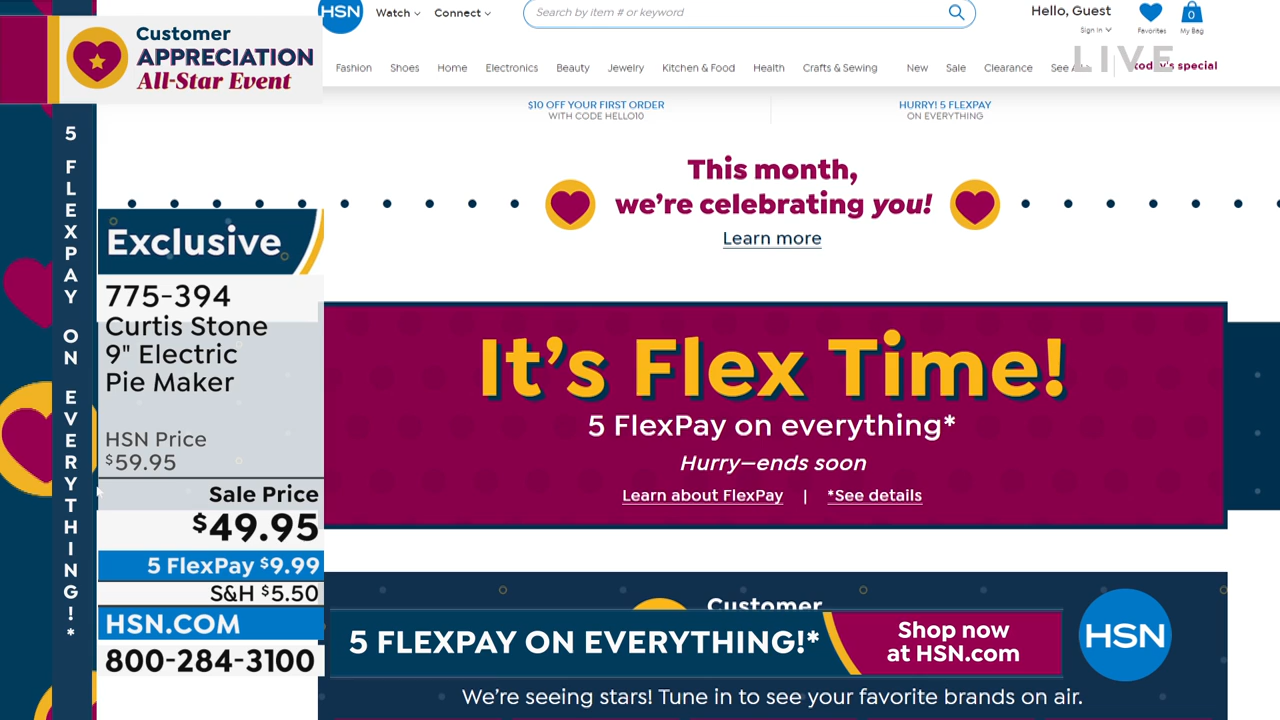 Customer
APPRECIATION
All-Star Event
5 FLEXPAY ON EVERYTHING!*
HSN
Watch
Connect
Search by item # or keyword
Hello, Guest
Sign in
Favorites
0
My Bag
Fashion
Shoes
Home
Electronics
Beauty
Jewelry
Kitchen & Food
Health
Crafts & Sewing
New
Sale
Clearance
See
LIVE
today's special
$10 OFF YOUR FIRST ORDER
WITH CODE HELLO10
HURRY! 5 FLEXPAY
ON EVERYTHING
This month,
we're celebrating you!
Learn more
Exclusive
775-394
Curtis Stone
9" Electric
Pie Maker
HSN Price
$59.95
Sale Price
$49.95
5 FlexPay $9.99
S&H $5.50
HSN.COM
800-284-3100
It's Flex Time!
5 FlexPay on everything*
Hurry—ends soon
Learn about FlexPay | *See details
Customer
5 FLEXPAY ON EVERYTHING!*
Shop now
at HSN.com
HSN
We're seeing stars! Tune in to see your favorite brands on air.